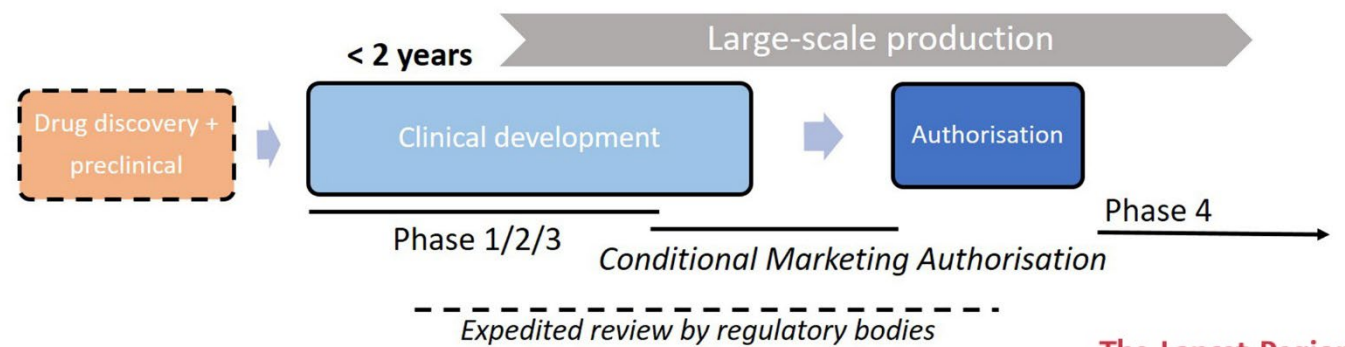 Large-scale production
< 2 years
Drug discovery +
preclinical
Clinical development
Authorisation
Phase 1/2/3
Phase 4
Conditional Marketing Authorisation
Expedited review by regulatory bodies